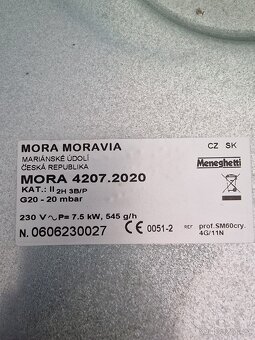 MORA MORAVIA
CZ SK
MARIÁNSKÉ ÚDOLÍ
ČESKÁ REPUBLIKA
Meneghetti
MORA 4207.2020
KAT.: II 2H 3B/P
G20 - 20 mbar
230 V ∿ P= 7.5 kW, 545 g/h
N. 0606230027
CE 0051-2
REF. prof.SM60cry.
4G/11N